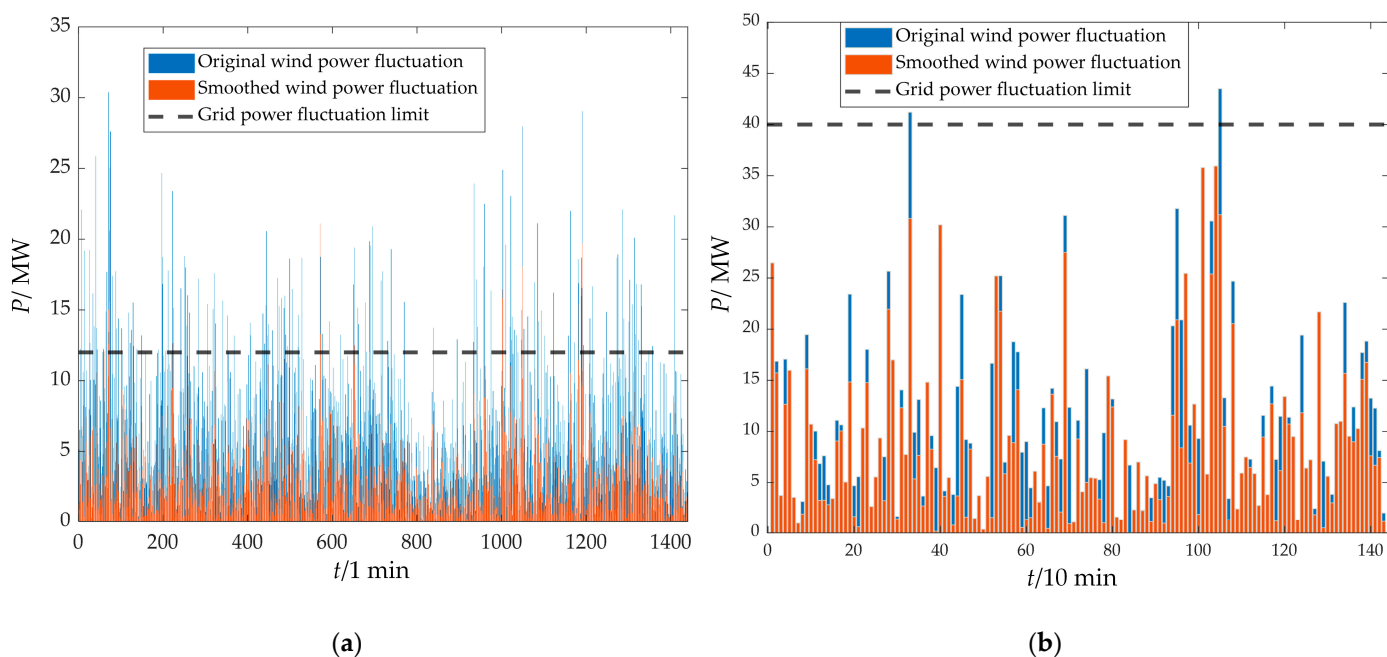 35
30
25
20
15
10
5
0
P/ MW
Original wind power fluctuation
Smoothed wind power fluctuation
Grid power fluctuation limit
0 200 400 600 800 1000 1200 1400
t/1 min
(a)
50
45
40
35
30
25
20
15
10
5
0
P/ MW
Original wind power fluctuation
Smoothed wind power fluctuation
Grid power fluctuation limit
0 20 40 60 80 100 120 140
t/10 min
(b)